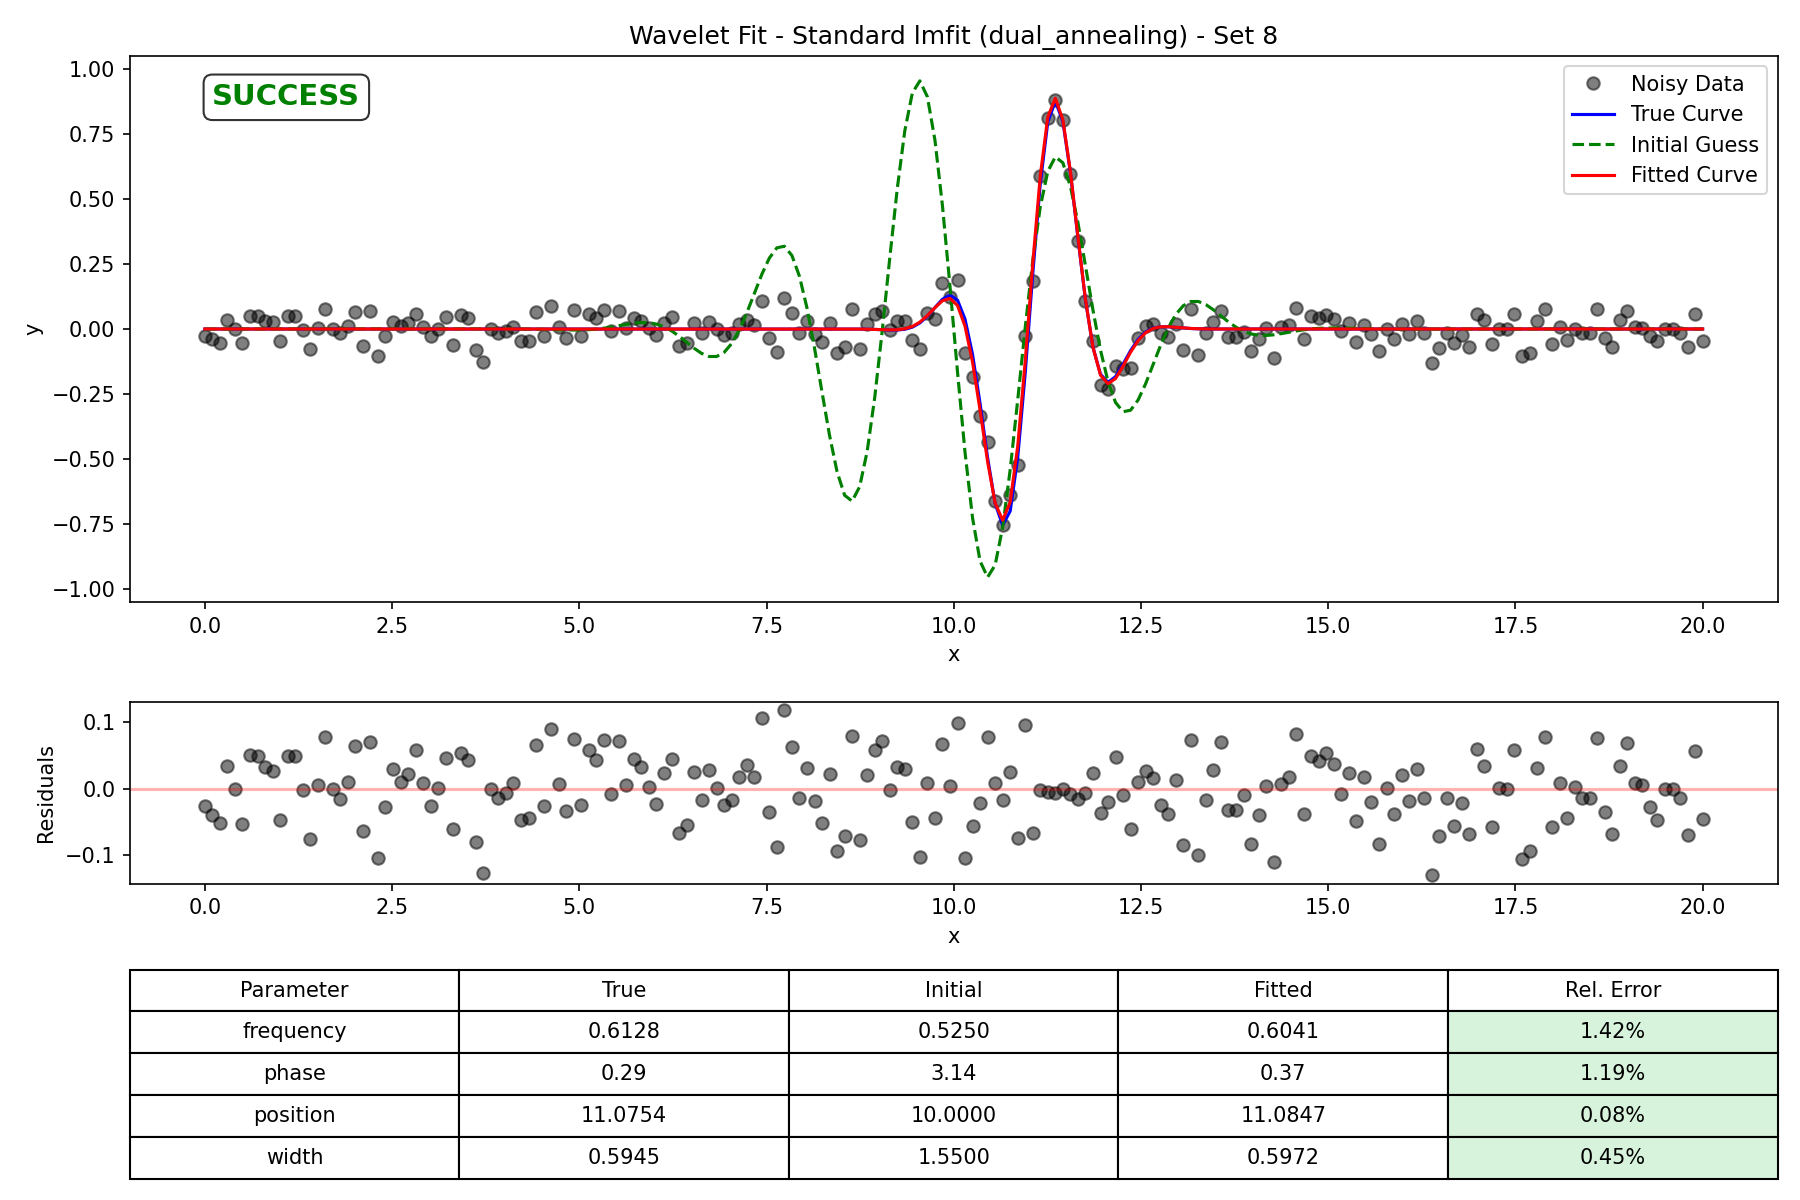 Wavelet Fit - Standard lmfit (dual_annealing) - Set 8
SUCCESS
Noisy Data
True Curve
Initial Guess
Fitted Curve
y
1.00
0.75
0.50
0.25
0.00
−0.25
−0.50
−0.75
−1.00
0.0 2.5 5.0 7.5 10.0 12.5 15.0 17.5 20.0
x
Residuals
0.1
0.0
−0.1
0.0 2.5 5.0 7.5 10.0 12.5 15.0 17.5 20.0
x
Parameter True Initial Fitted Rel. Error
frequency 0.6128 0.5250 0.6041 1.42%
phase 0.29 3.14 0.37 1.19%
position 11.0754 10.0000 11.0847 0.08%
width 0.5945 1.5500 0.5972 0.45%